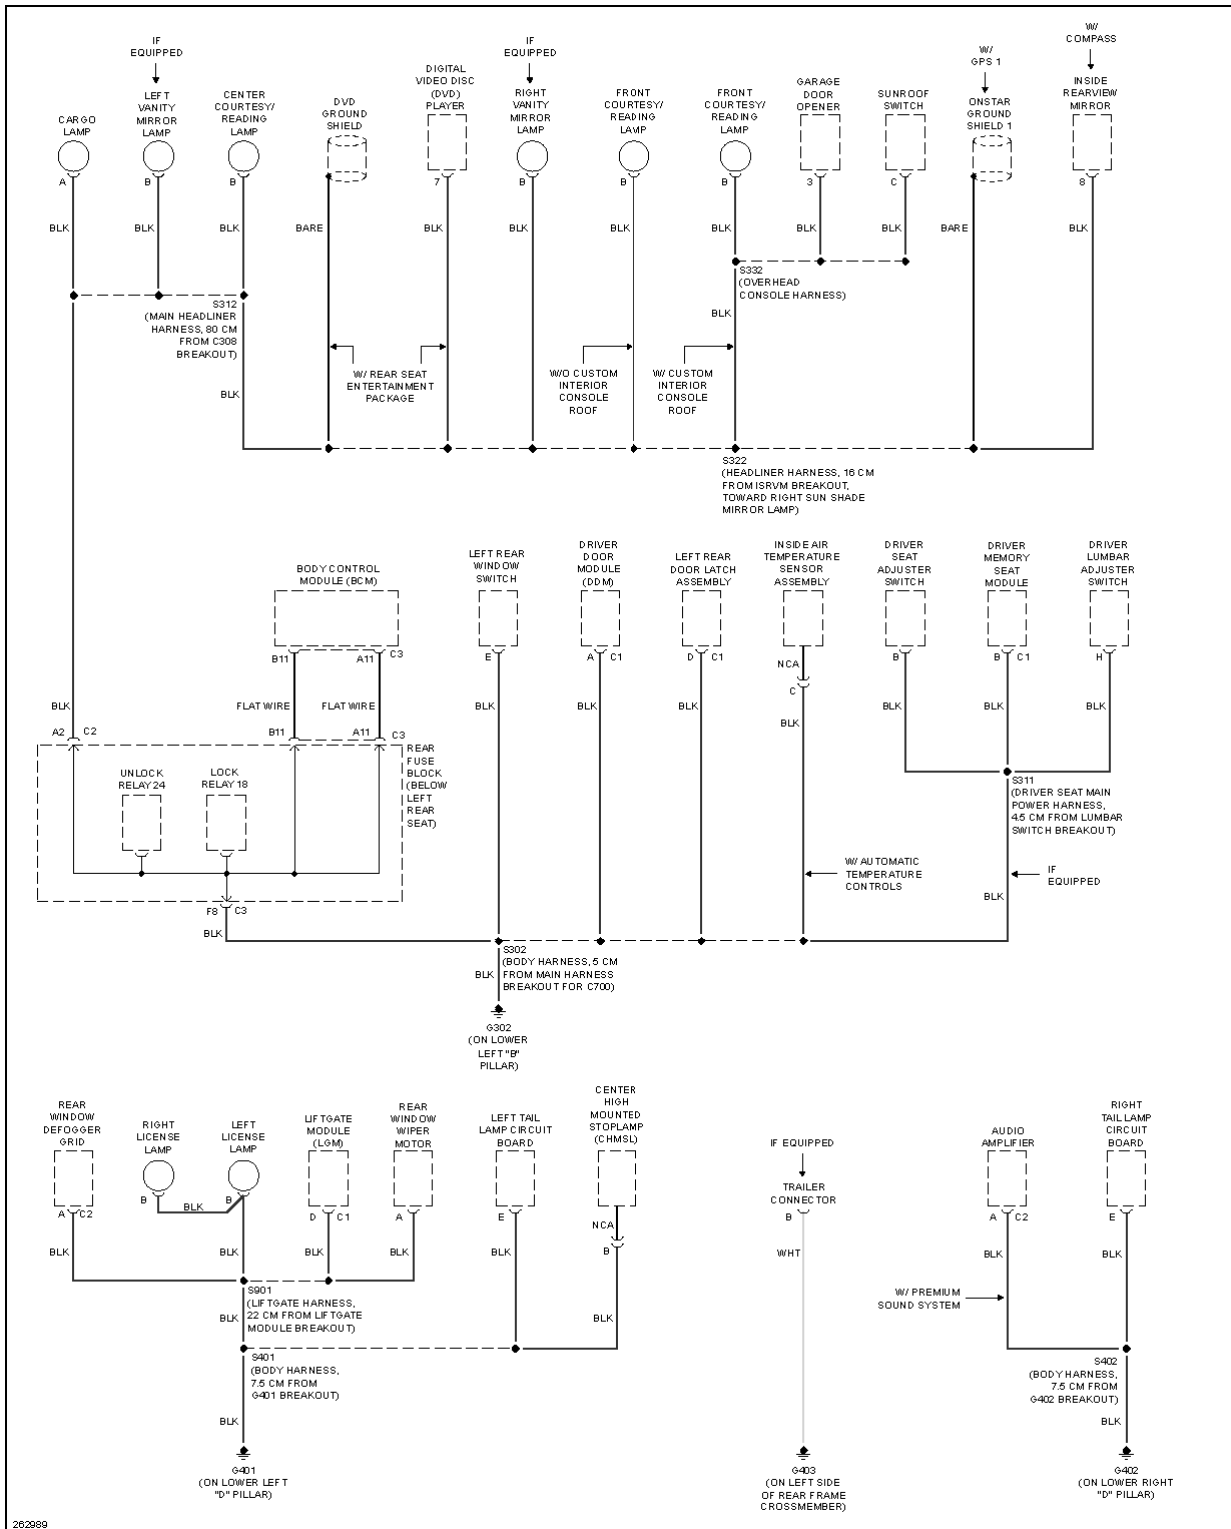 IF
EQUIPPED
IF
EQUIPPED
W/
GPS 1
W/
COMPASS
CARGO
LAMP
LEFT
VANITY
MIRROR
LAMP
CENTER
COURTESY/
READING
LAMP
DVD
GROUND
SHIELD
DIGITAL
VIDEO DISC
(DVD)
PLAYER
RIGHT
VANITY
MIRROR
LAMP
FRONT
COURTESY/
READING
LAMP
FRONT
COURTESY/
READING
LAMP
GARAGE
DOOR
OPENER
SUNROOF
SWITCH
ONSTAR
GROUND
SHIELD 1
INSIDE
REARVIEW
MIRROR
A
B
B
7
B
B
B
3
C
8
BLK
BLK
BLK
BARE
BLK
BLK
BLK
BLK
BLK
BLK
BARE
BLK
S332
(OVERHEAD
CONSOLE HARNESS)
BLK
S312
(MAIN HEADLINER
HARNESS, 80 CM
FROM C308
BREAKOUT)
BLK
W/ REAR SEAT
ENTERTAINMENT
PACKAGE
W/O CUSTOM
INTERIOR
CONSOLE
ROOF
W/ CUSTOM
INTERIOR
CONSOLE
ROOF
S322
(HEADLINER HARNESS, 16 CM
FROM ISRVM BREAKOUT,
TOWARD RIGHT SUN SHADE
MIRROR LAMP)
BODY CONTROL
MODULE (BCM)
LEFT REAR
WINDOW
SWITCH
DRIVER
DOOR
MODULE
(DDM)
LEFT REAR
DOOR LATCH
ASSEMBLY
INSIDE AIR
TEMPERATURE
SENSOR
ASSEMBLY
DRIVER
SEAT
ADJUSTER
SWITCH
DRIVER
MEMORY
SEAT
MODULE
DRIVER
LUMBAR
ADJUSTER
SWITCH
B11
A11
C3
E
A
C1
D
C1
NCA
C
B
B
C1
H
BLK
FLAT WIRE
FLAT WIRE
BLK
BLK
BLK
BLK
BLK
BLK
BLK
A2
C2
B11
A11
C3
REAR
FUSE
BLOCK
(BELOW
LEFT
REAR
SEAT)
UNLOCK
RELAY 24
LOCK
RELAY 18
S311
(DRIVER SEAT MAIN
POWER HARNESS,
4.5 CM FROM LUMBAR
SWITCH BREAKOUT)
W/ AUTOMATIC
TEMPERATURE
CONTROLS
IF
EQUIPPED
BLK
F8
C3
BLK
S302
(BODY HARNESS, 5 CM
FROM MAIN HARNESS
BREAKOUT FOR C700)
BLK
G302
(ON LOWER
LEFT "B"
PILLAR)
REAR
WINDOW
DEFOGGER
GRID
RIGHT
LICENSE
LAMP
LEFT
LICENSE
LAMP
LIFTGATE
MODULE
(LGM)
REAR
WINDOW
WIPER
MOTOR
LEFT TAIL
LAMP CIRCUIT
BOARD
CENTER
HIGH
MOUNTED
STOPLAMP
(CHMSL)
IF EQUIPPED
TRAILER
CONNECTOR
AUDIO
AMPLIFIER
RIGHT
TAIL LAMP
CIRCUIT
BOARD
A
C2
B
BLK
B
D
C1
A
E
NCA
B
B
A
C2
E
BLK
BLK
BLK
BLK
BLK
WHT
BLK
BLK
S901
(LIFTGATE HARNESS,
22 CM FROM LIFTGATE
MODULE BREAKOUT)
BLK
BLK
W/ PREMIUM
SOUND SYSTEM
S401
(BODY HARNESS,
7.5 CM FROM
G401 BREAKOUT)
S402
(BODY HARNESS,
7.5 CM FROM
G402 BREAKOUT)
BLK
BLK
G401
(ON LOWER LEFT
"D" PILLAR)
G403
(ON LEFT SIDE
OF REAR FRAME
CROSSMEMBER)
G402
(ON LOWER RIGHT
"D" PILLAR)
262989